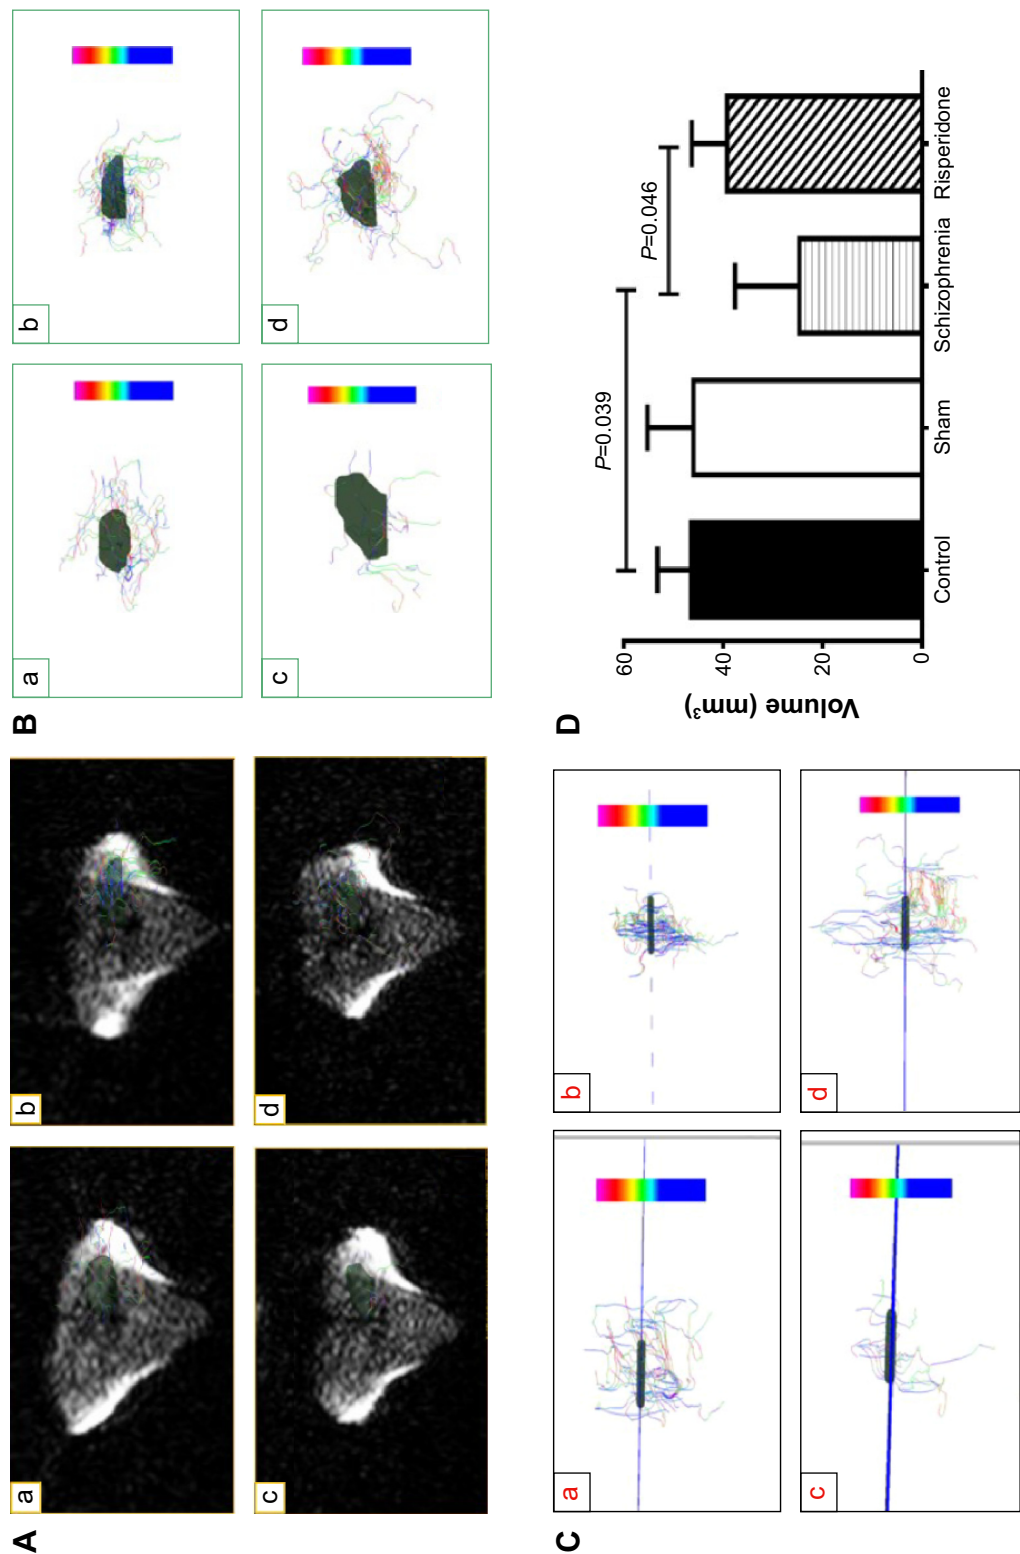 A
a
b
c
d
B
a
b
c
d
C
a
b
c
d
D
Volume (mm³)
60
40
20
0
P=0.039
P=0.046
Control
Sham
Schizophrenia
Risperidone